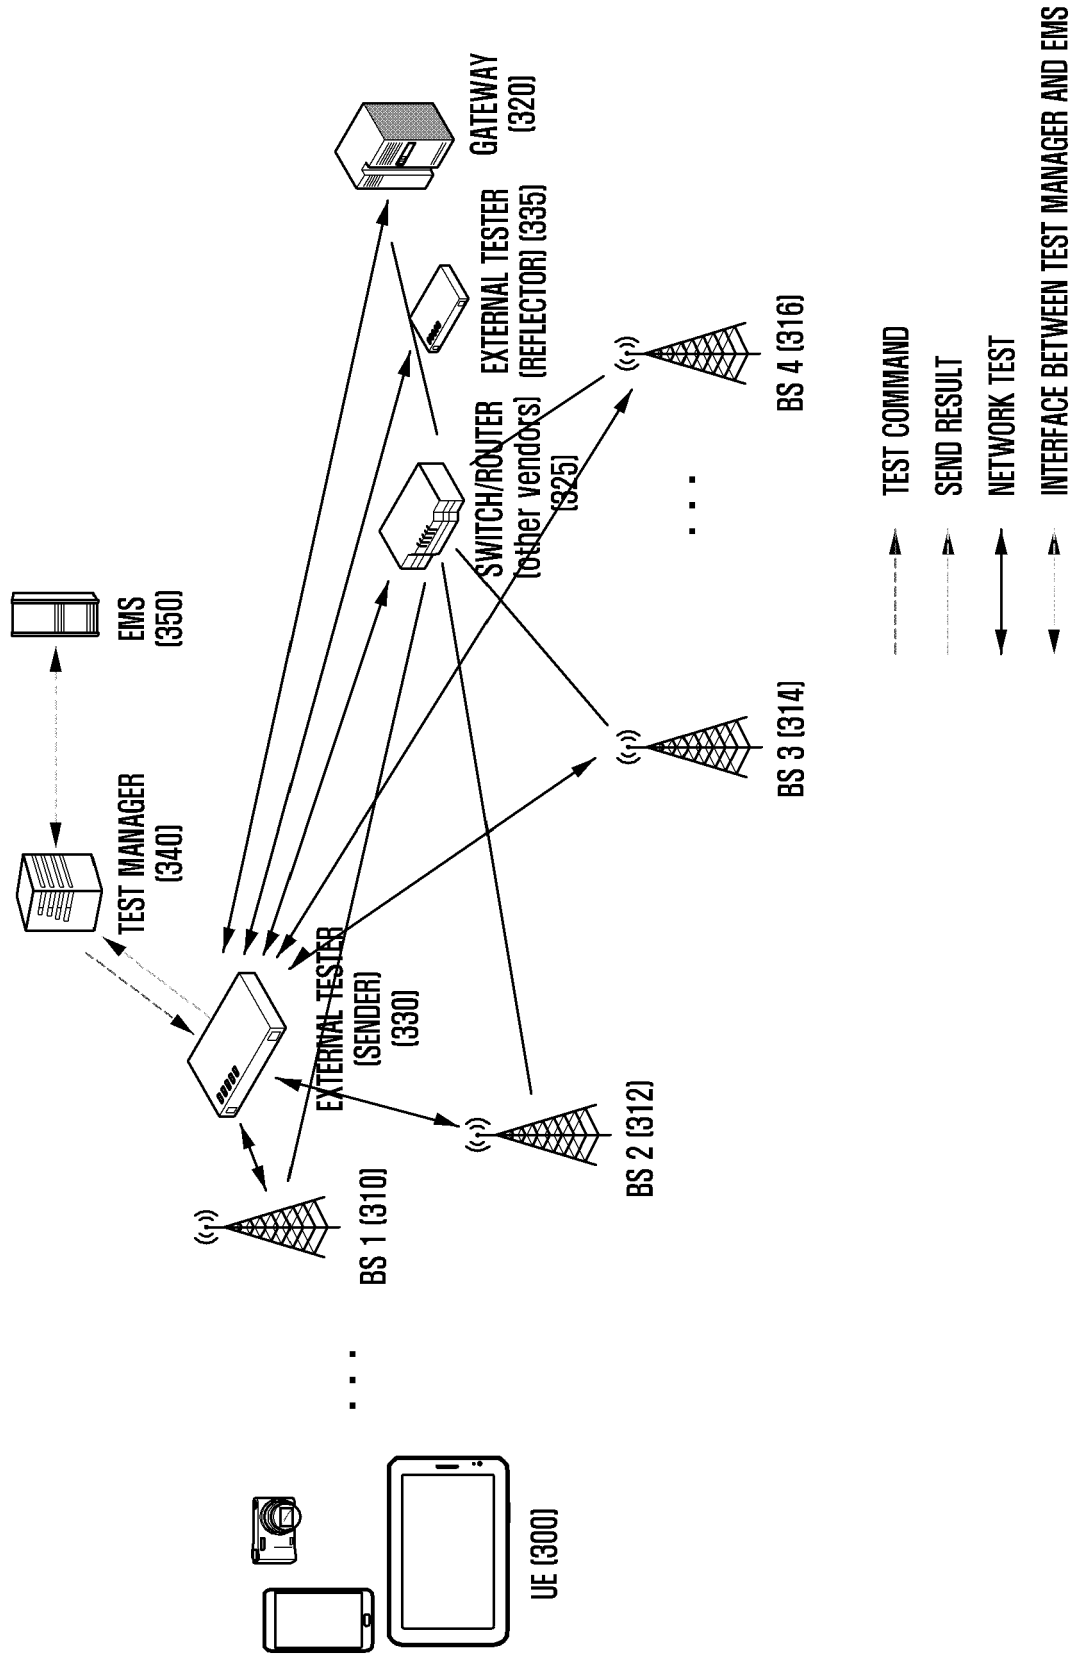 EMS
(350)
TEST MANAGER
(340)
GATEWAY
(320)
EXTERNAL TESTER
(REFLECTOR) (335)
SWITCH/ROUTER
(other vendors)
(325)
EXTERNAL TESTER
(SENDER)
(330)
BS 1 (310)
BS 2 (312)
BS 3 (314)
BS 4 (316)
. . .
. . .
UE (300)
TEST COMMAND
SEND RESULT
NETWORK TEST
INTERFACE BETWEEN TEST MANAGER AND EMS